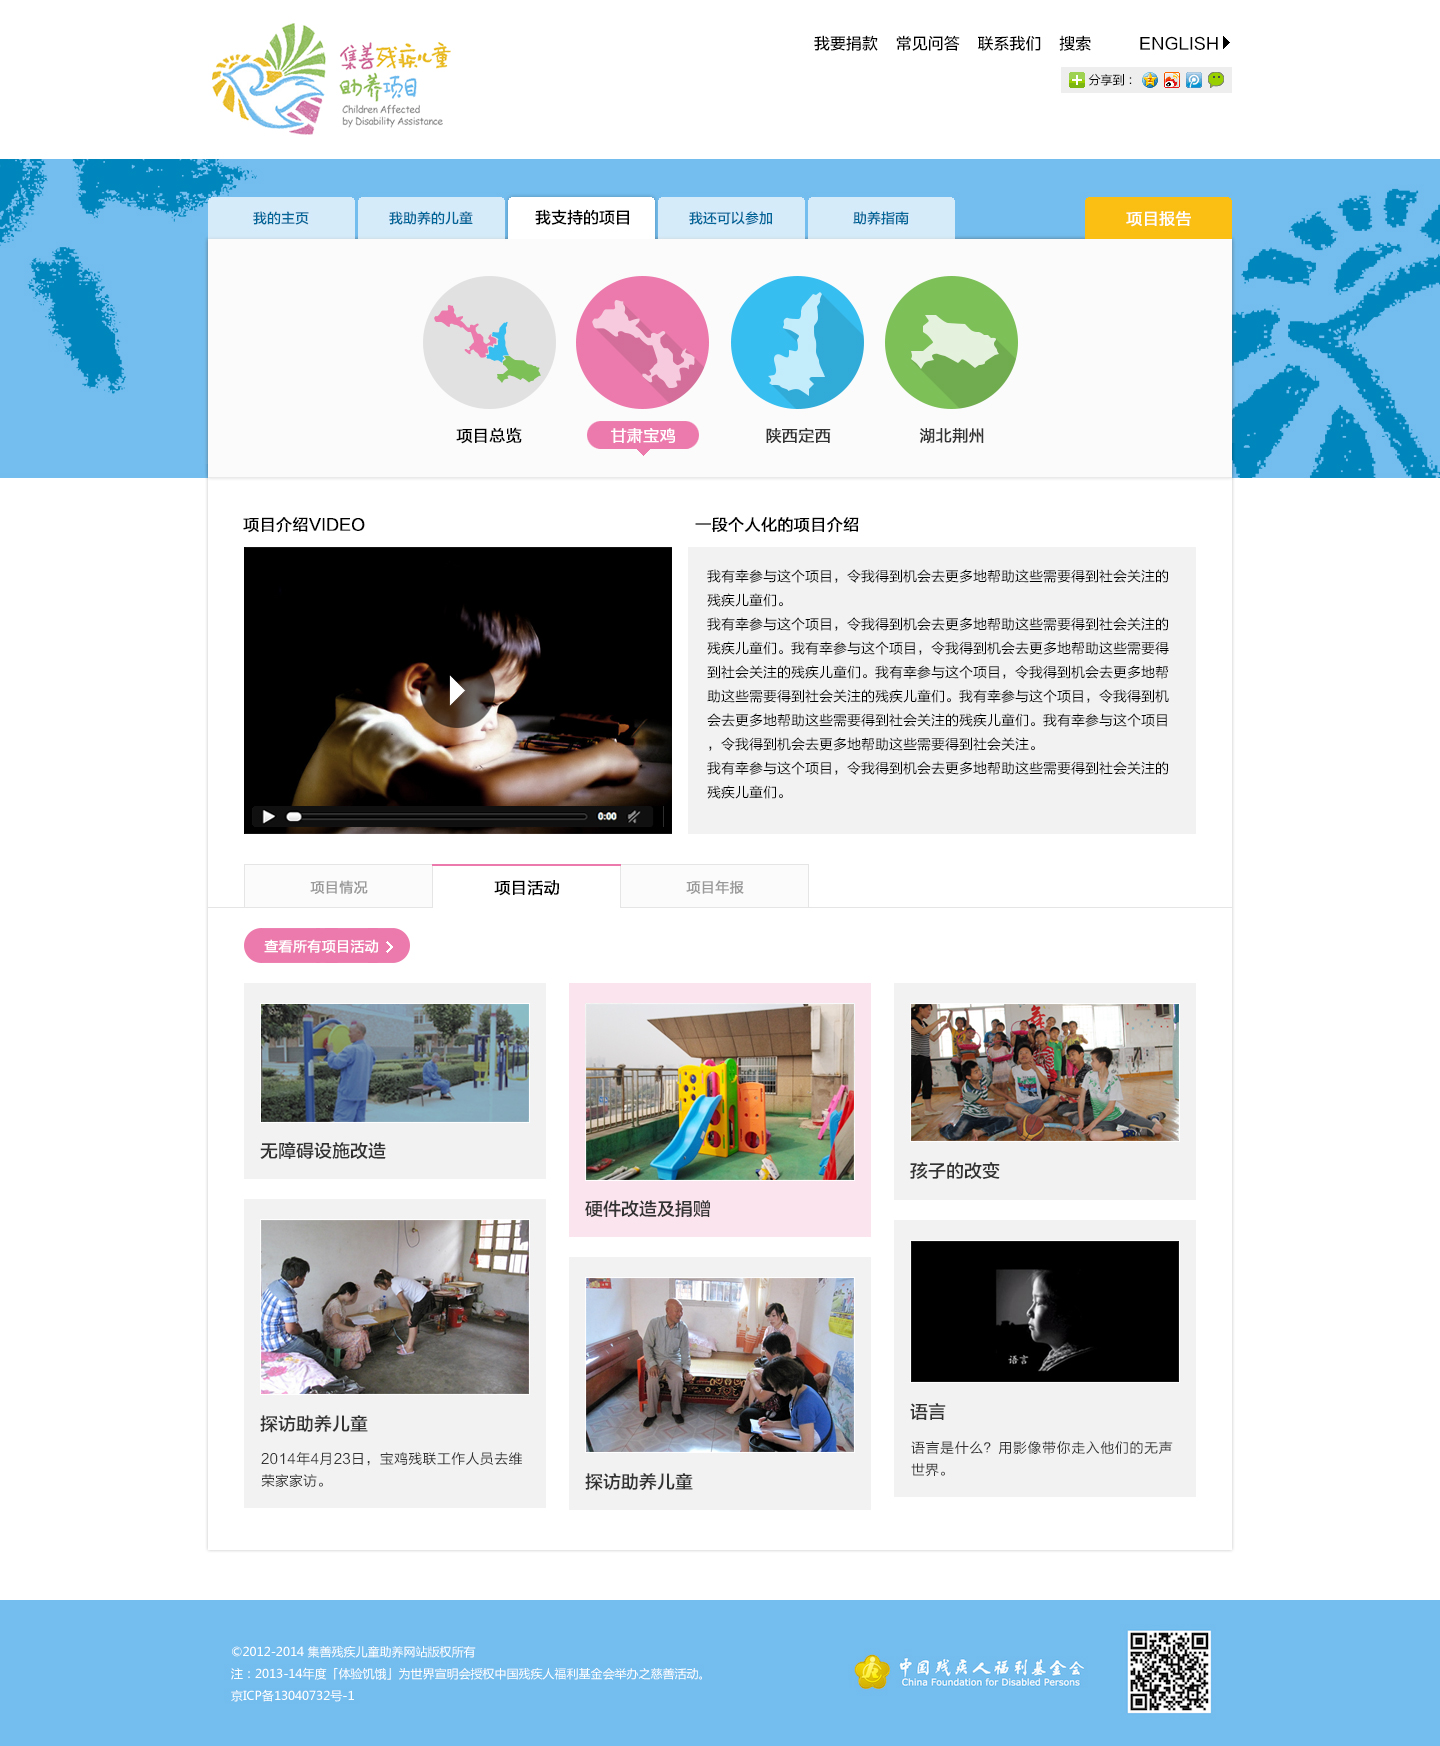 集善残疾儿童
助养项目
Children Affected
by Disability Assistance
我要捐款 常见问答 联系我们 搜索 ENGLISH
分享到：
我的主页 我助养的儿童 我支持的项目 我还可以参加 助养指南 项目报告
项目总览 甘肃宝鸡 陕西定西 湖北荆州
项目介绍VIDEO
0:00
一段个人化的项目介绍
我有幸参与这个项目，令我得到机会去更多地帮助这些需要得到社会关注的
残疾儿童们。
我有幸参与这个项目，令我得到机会去更多地帮助这些需要得到社会关注的
残疾儿童们。我有幸参与这个项目，令我得到机会去更多地帮助这些需要得
到社会关注的残疾儿童们。我有幸参与这个项目，令我得到机会去更多地帮
助这些需要得到社会关注的残疾儿童们。我有幸参与这个项目，令我得到机
会去更多地帮助这些需要得到社会关注的残疾儿童们。我有幸参与这个项目
，令我得到机会去更多地帮助这些需要得到社会关注。
我有幸参与这个项目，令我得到机会去更多地帮助这些需要得到社会关注的
残疾儿童们。
项目情况 项目活动 项目年报
查看所有项目活动
无障碍设施改造
硬件改造及捐赠
孩子的改变
探访助养儿童
2014年4月23日，宝鸡残联工作人员去维
荣家家访。
探访助养儿童
语言
语言
语言是什么？用影像带你走入他们的无声
世界。
©2012-2014 集善残疾儿童助养网站版权所有
注：2013-14年度「体验饥饿」为世界宣明会授权中国残疾人福利基金会举办之慈善活动。
京ICP备13040732号-1
中国残疾人福利基金会
China Foundation for Disabled Persons